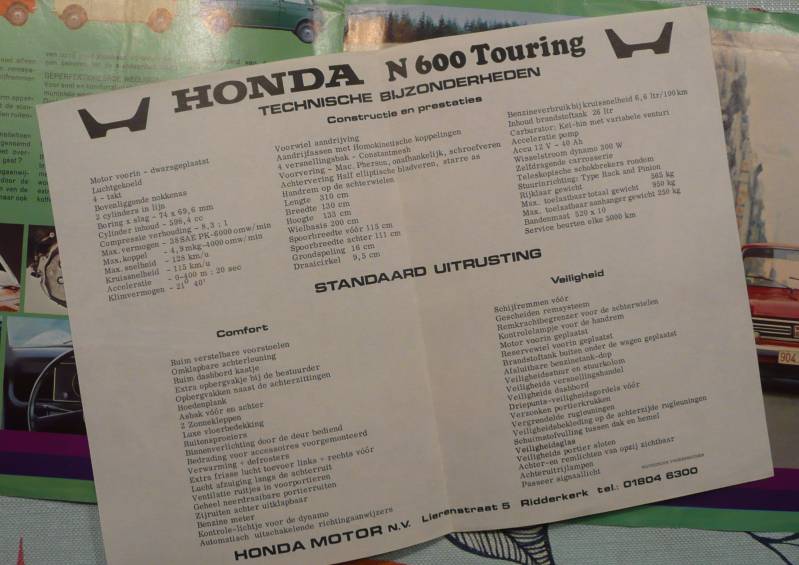 HONDA N 600 Touring
TECHNISCHE BIJZONDERHEDEN
Constructie en prestaties
Motor voorin - dwarsgeplaatst
Luchtgekoeld
4 - takt
Bovenliggende nokkenas
2 cylinders in lijn
Boring x slag - 74 x 69,6 mm
Cylinder inhoud - 598,4 cc
Compressie verhouding - 8,3 : 1
Max. vermogen - 38 SAE PK-6000 omw/min
Max. koppel - 4,9 mkg-4000 omw/min
Max. snelheid - 128 km/u
Kruissnelheid - 115 km/u
Acceleratie - 0-400 m : 20 sec
Klimvermogen - 21° 40'
Voorwiel aandrijving
Aandrijfassen met Homokinetische koppelingen
4 versnellingsbak - Constantmesh
Voorvering - Mac. Pherson, onafhankelijk, schroefveren
Achtervering Half elliptische bladveren, starre as
Handrem op de achterwielen
Lengte 310 cm
Breedte 130 cm
Hoogte 133 cm
Wielbasis 200 cm
Spoorbreedte vóór 115 cm
Spoorbreedte achter 111 cm
Grondspeling 16 cm
Draaicirkel 9,5 cm
Benzineverbruik bij kruissnelheid 6,6 ltr/100 km
Inhoud brandstoftank 26 ltr
Carburator: Kei-hin met variabele venturi
Acceleratie pomp
Accu 12 V - 40 Ah
Wisselstroom dynamo 300 W
Zelfdragende carrosserie
Teleskopische schokbrekers rondom
Stuurinrichting: Type Rack and Pinion
Rijklaar gewicht 565 kg
Max. toelaatbaar totaal gewicht 950 kg
Max. toelaatbaar aanhanger gewicht 250 kg
Bandenmaat 520 x 10
Service beurten elke 5000 km
STANDAARD UITRUSTING
Comfort
Ruim verstelbare voorstoelen
Omklapbare achterleuning
Ruim dashbord kastje
Extra opbergvakje bij de bestuurder
Opbergvakken naast de achterzittingen
Hoedenplank
Asbak vóór en achter
2 Zonnekleppen
Luxe vloerbedekking
Ruitensproeiers
Binnenverlichting door de deur bediend
Bedrading voor accessoires voorgemonteerd
Verwarming + defrosters
Extra frisse lucht toevoer links + rechts vóór
Lucht afzuiging langs de achterruit
Ventilatie ruitjes in voorportieren
Geheel neerdraaibare portierruiten
Zijruiten achter uitklapbaar
Benzine meter
Kontrole-lichtje voor de dynamo
Automatisch uitschakelende richtingaanwijzers
Veiligheid
Schijfremmen vóór
Gescheiden remsysteem
Remkrachtbegrenzer voor de achterwielen
Kontrolelampje voor de handrem
Motor voorin geplaatst
Reservewiel voorin geplaatst
Brandstoftank buiten onder de wagen geplaatst
Afsluitbare benzinetank-dop
Veiligheidsstuur en stuurkolom
Veiligheids versnellingshandel
Veiligheids dashbord
Driepunts-veiligheidsgordels vóór
Verzonken portierkrukken
Vergrendelde rugleuningen
Veiligheidsbekleding op de achterzijde rugleuningen
Schuimstofvulling tussen dak en hemel
Veiligheidsglas
Veiligheids portier sloten
Achter-en remlichten van opzij zichtbaar
Achteruitrijlampen
Passeer signaallicht
HONDA MOTOR N.V. Lierenstraat 5 Ridderkerk tel.: 01804 6300